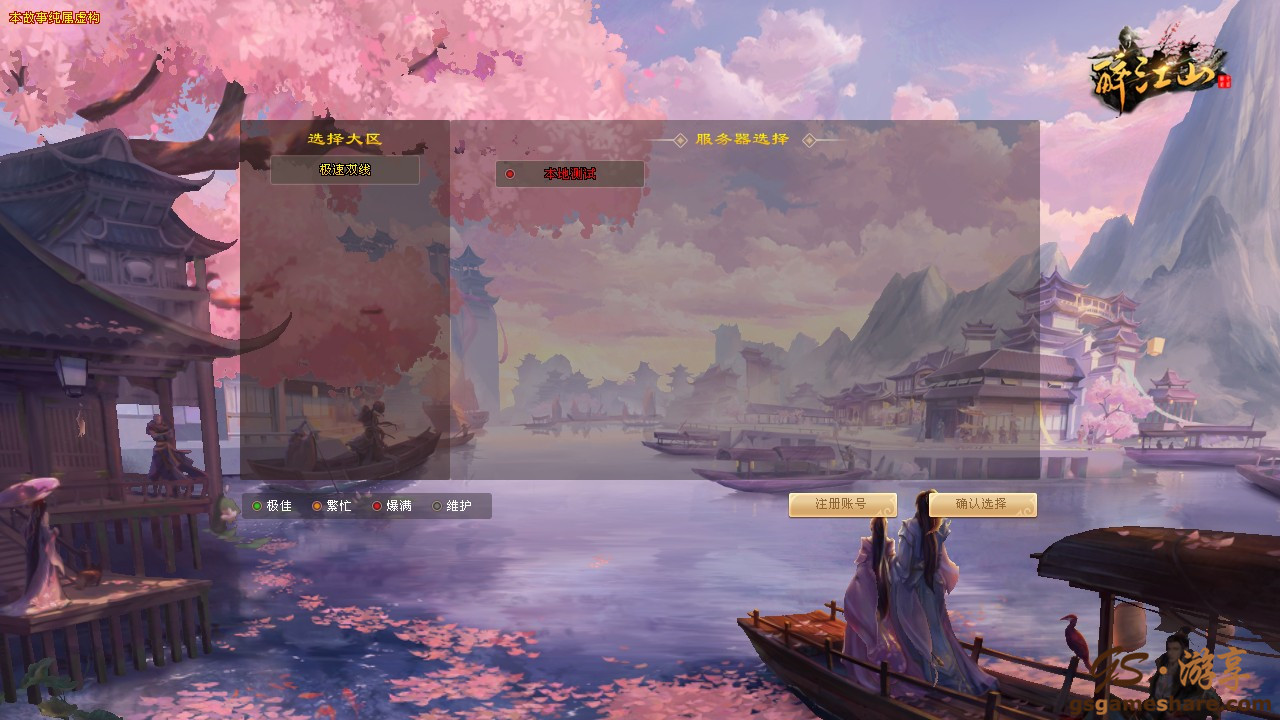 本故事纯属虚构
醉江山
选择大区
服务器选择
极速双线
本地测试
极佳
繁忙
爆满
维护
注册账号
确认选择
GS·游享
gsgameshare.com